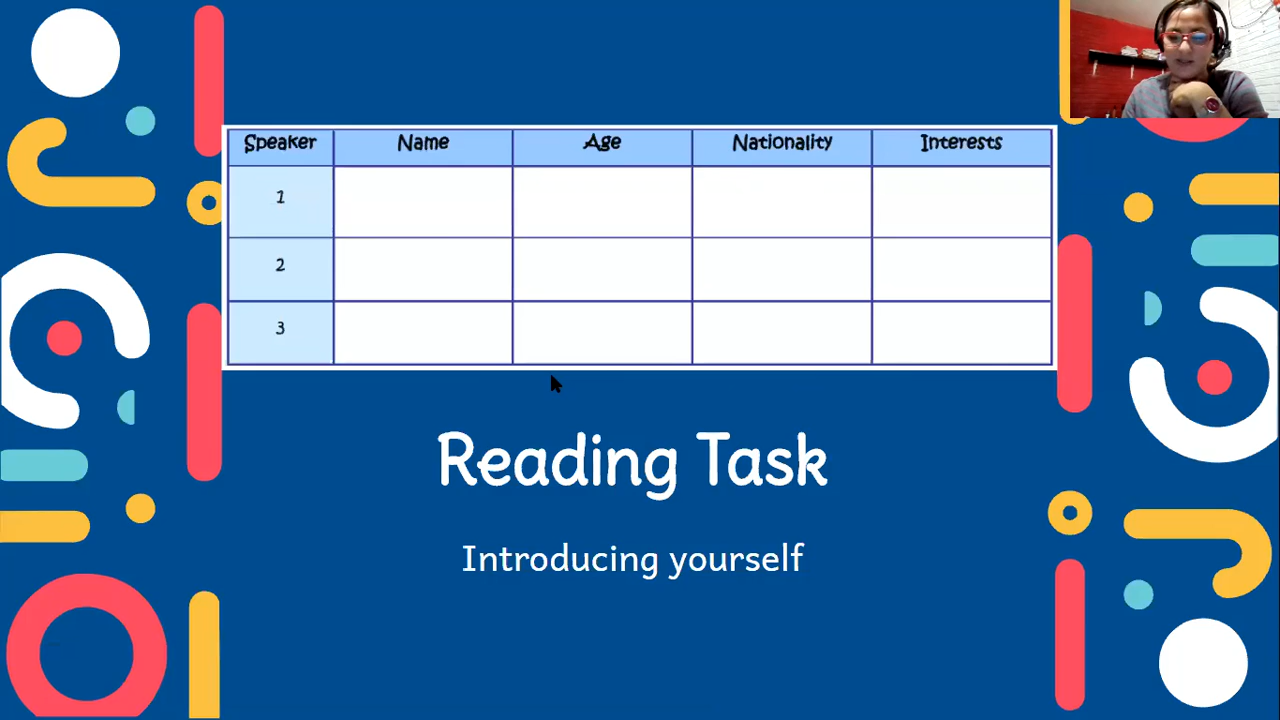 Speaker Name Age Nationality Interests
1
2
3
Reading Task
Introducing yourself